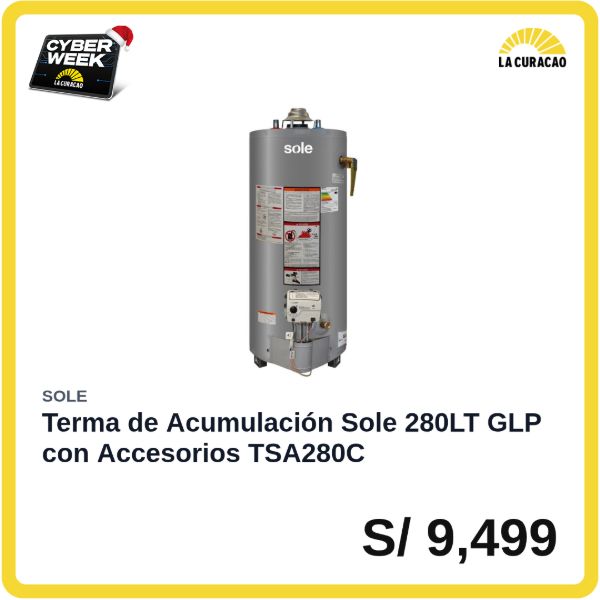 CYBER
WEEK
LA CURACAO
LA CURACAO
sole
SOLE
Terma de Acumulación Sole 280LT GLP
con Accesorios TSA280C
S/ 9,499